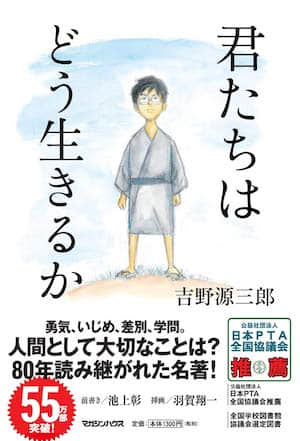 君たちは
どう生きるか
吉野源三郎
勇気、いじめ、差別、学問。
人間として大切なことは?
80年読み継がれた名著!
55万部
突破!
前書き/池上彰 挿画/羽賀翔一
マガジンハウス 定価:本体1300円(税別)
公益社団法人
日本PTA
全国協議会
推薦
公益社団法人
日本PTA
全国協議会推薦
全国学校図書館
協議会選定図書